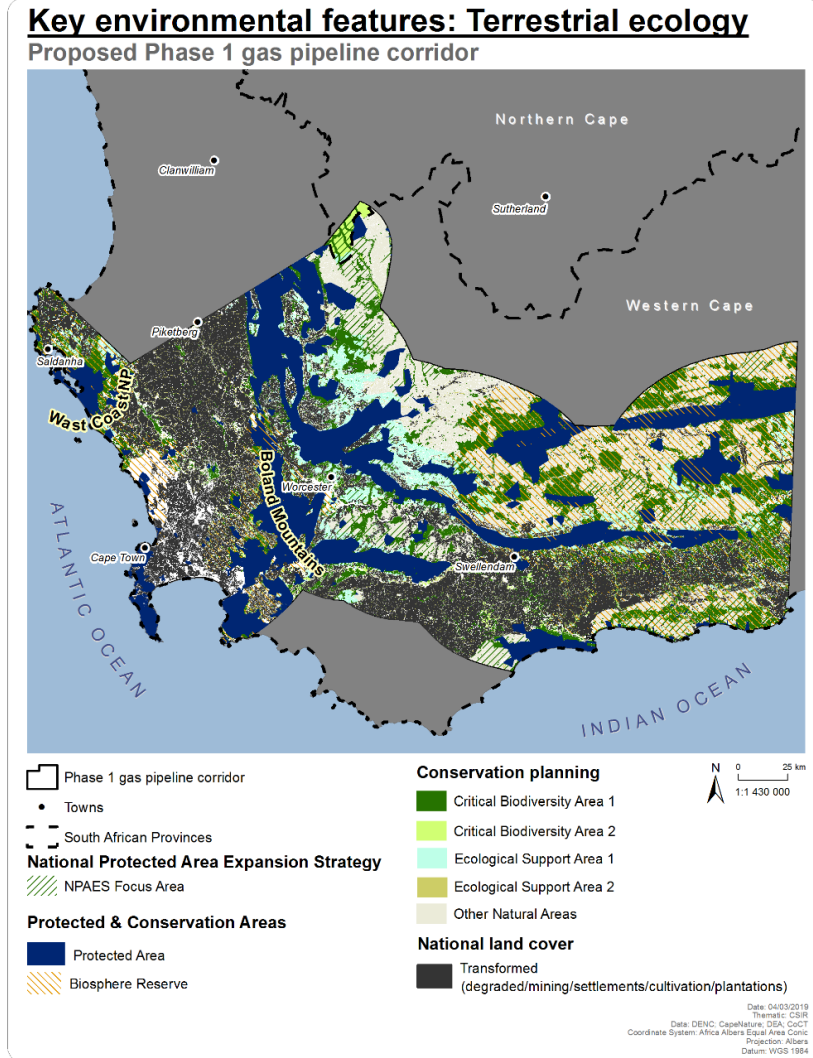 Key environmental features: Terrestrial ecology
Proposed Phase 1 gas pipeline corridor
Northern Cape
Clanwilliam
Sutherland
Western Cape
Piketberg
Saldanha
Wast Coast NP
Boland Mountains
Worcester
Cape Town
Swellendam
ATLANTIC OCEAN
INDIAN OCEAN
Phase 1 gas pipeline corridor
Towns
South African Provinces
National Protected Area Expansion Strategy
NPAES Focus Area
Protected & Conservation Areas
Protected Area
Biosphere Reserve
Conservation planning
Critical Biodiversity Area 1
Critical Biodiversity Area 2
Ecological Support Area 1
Ecological Support Area 2
Other Natural Areas
National land cover
Transformed
(degraded/mining/settlements/cultivation/plantations)
N
0 25 km
1:1 430 000
Date: 04/03/2019
Thematic: CSIR
Data: DENC; CapeNature; DEA; CoCT
Coordinate System: Africa Albers Equal Area Conic
Projection: Albers
Datum: WGS 1984